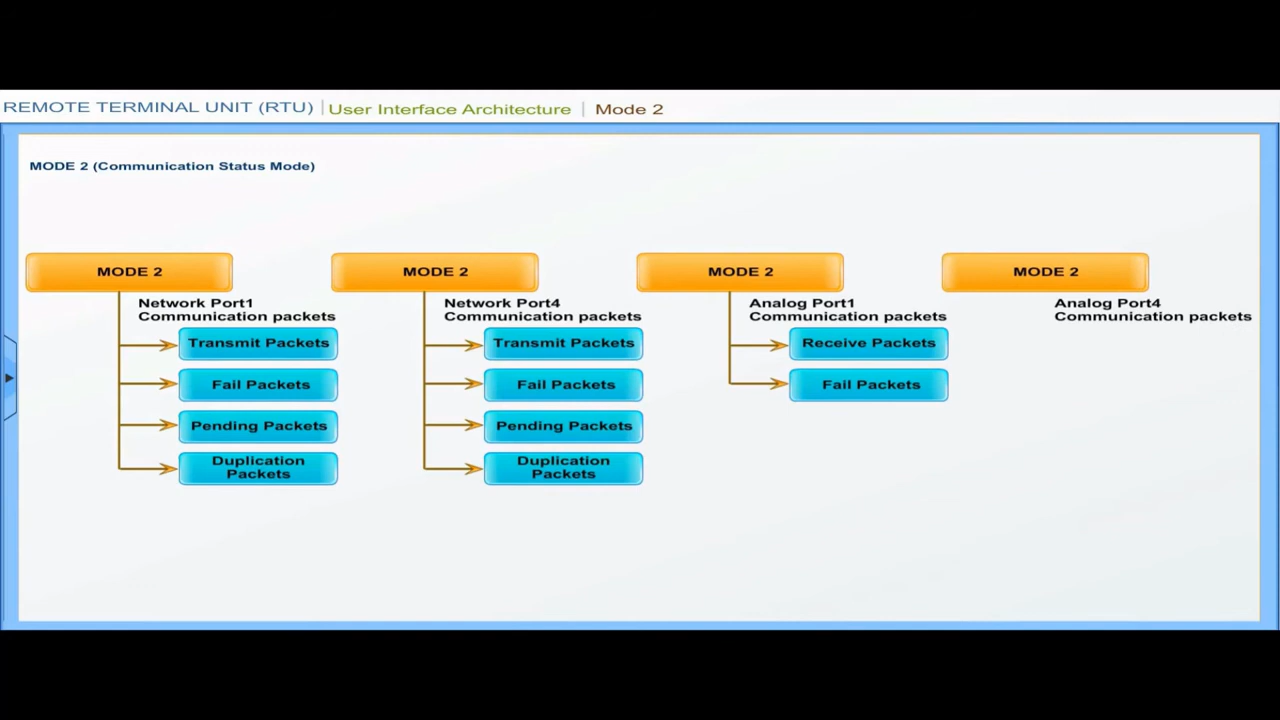 REMOTE TERMINAL UNIT (RTU) | User Interface Architecture | Mode 2
MODE 2 (Communication Status Mode)
MODE 2
Network Port1
Communication packets
Transmit Packets
Fail Packets
Pending Packets
Duplication
Packets
MODE 2
Network Port4
Communication packets
Transmit Packets
Fail Packets
Pending Packets
Duplication
Packets
MODE 2
Analog Port1
Communication packets
Receive Packets
Fail Packets
MODE 2
Analog Port4
Communication packets